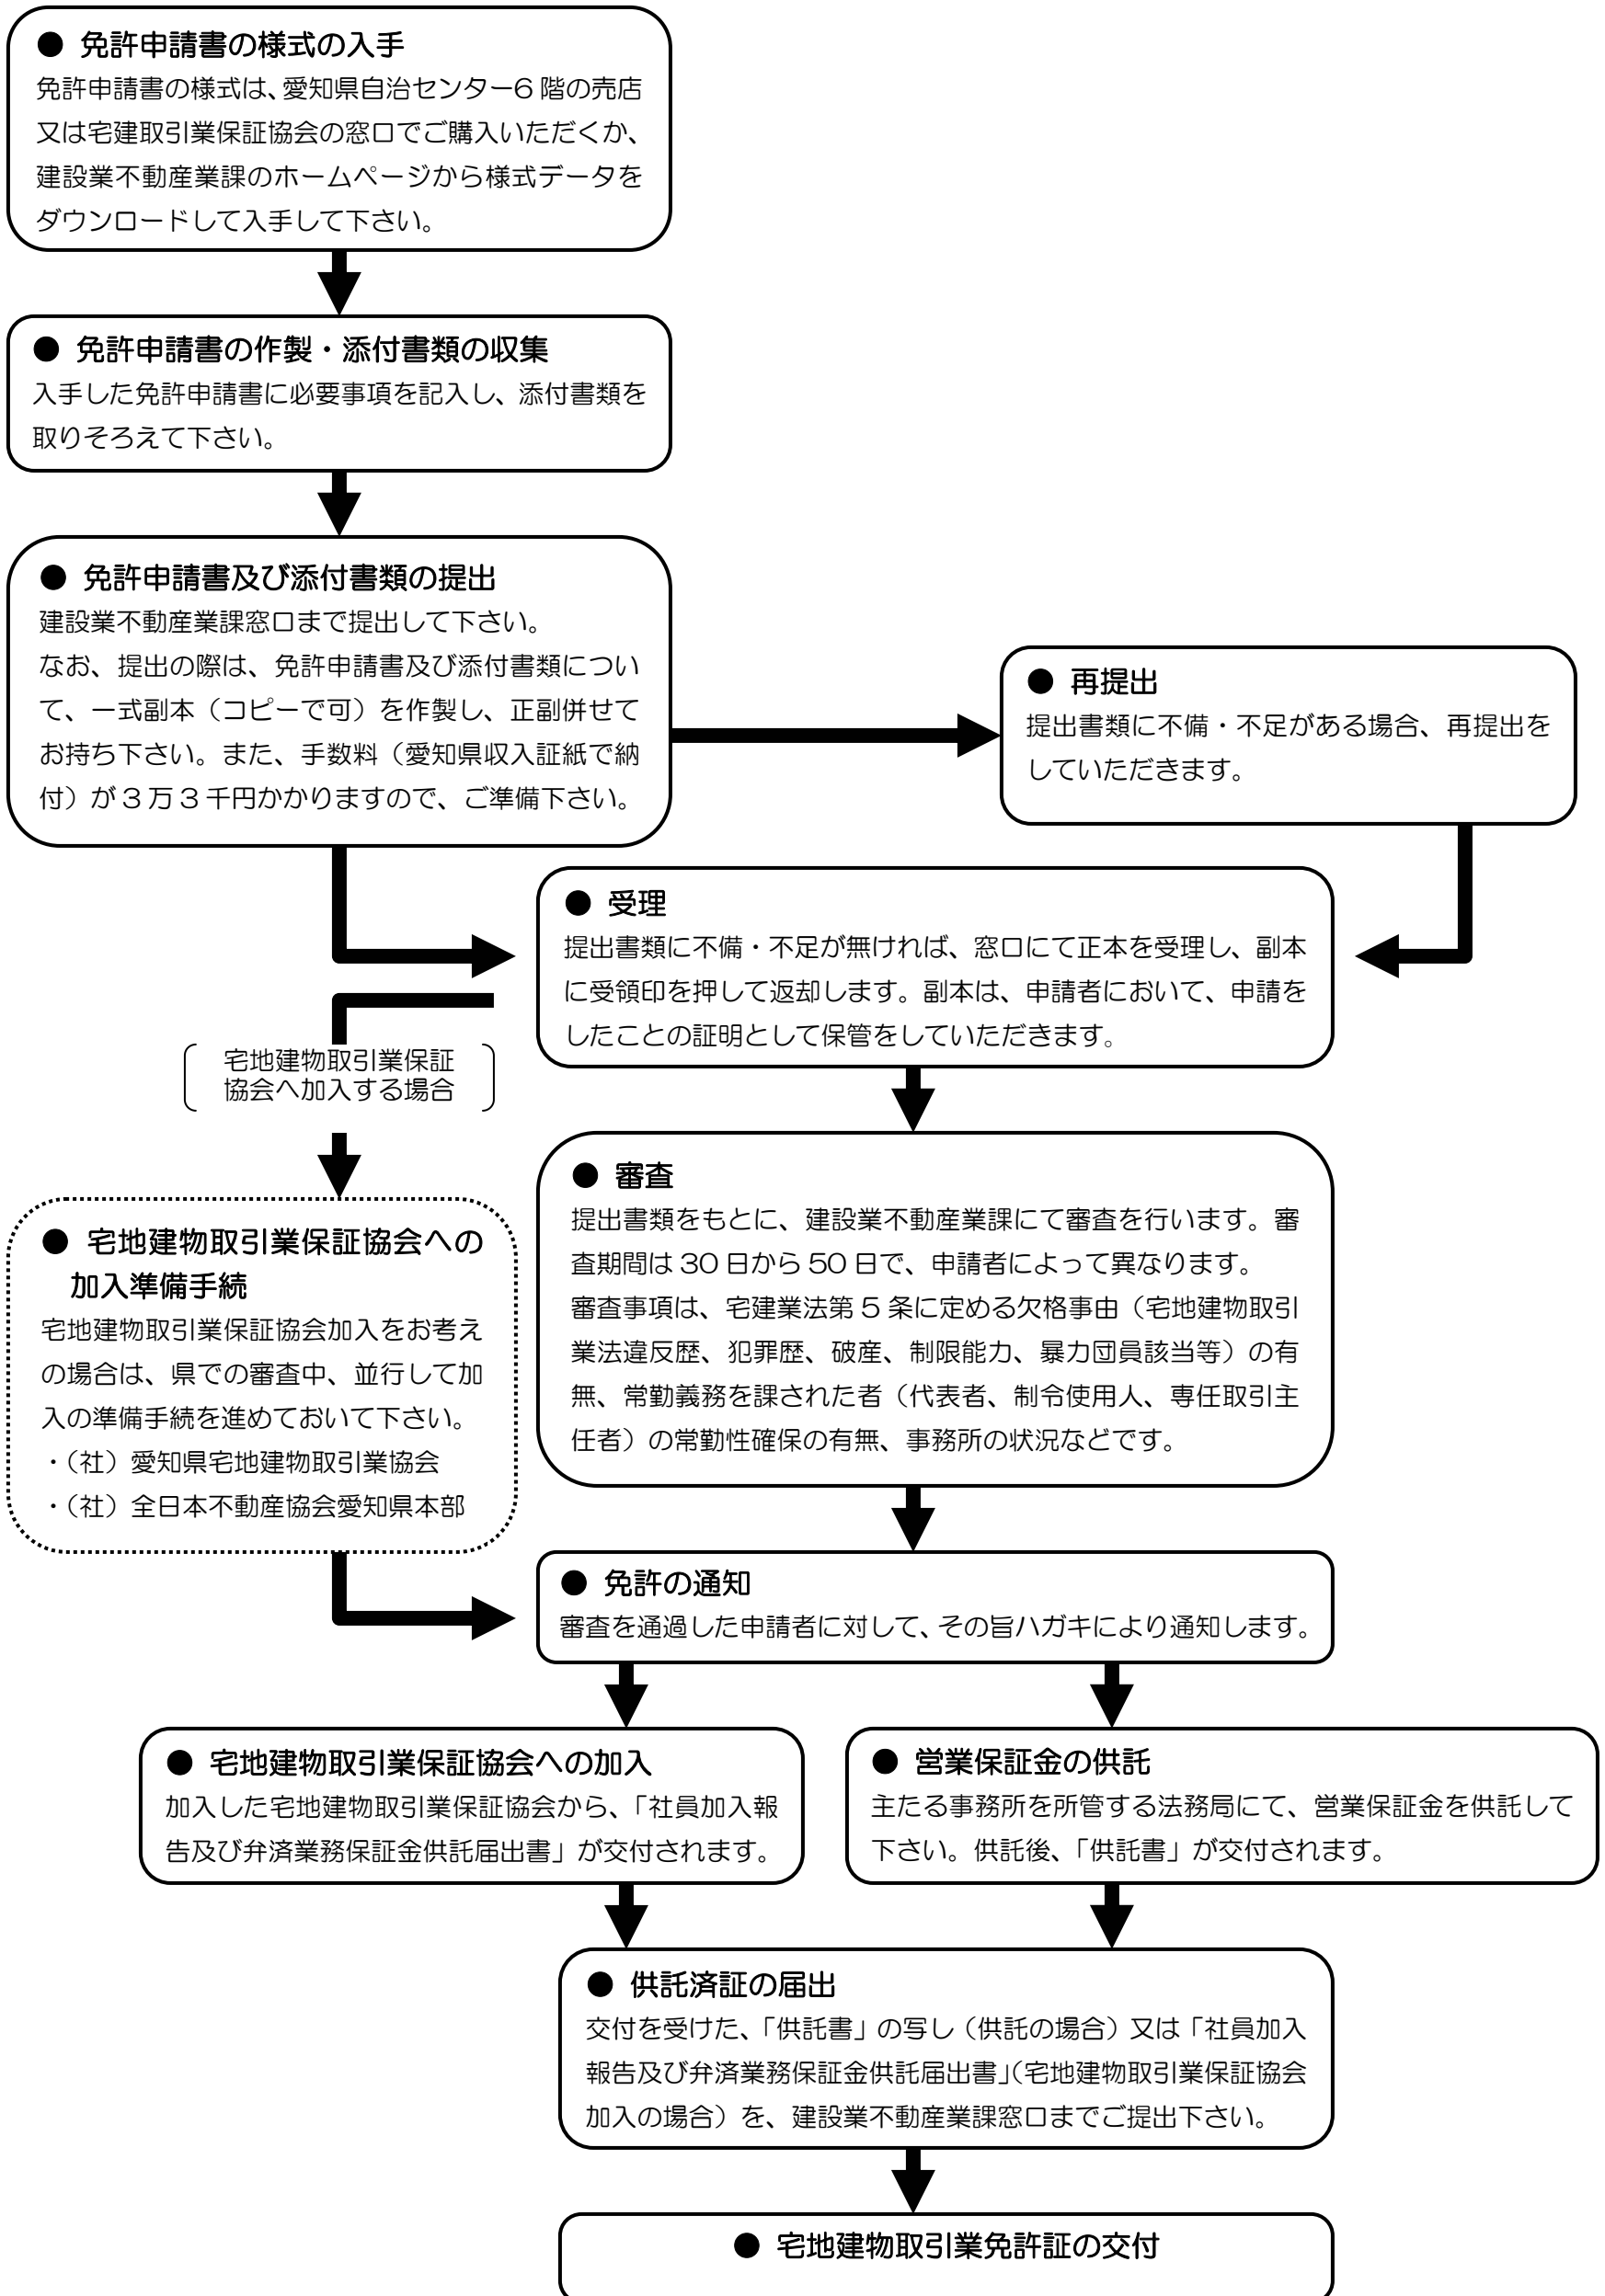 ● 免許申請書の様式の入手
免許申請書の様式は、愛知県自治センター6 階の売店
又は宅建取引業保証協会の窓口でご購入いただくか、
建設業不動産業課のホームページから様式データを
ダウンロードして入手して下さい。
● 免許申請書の作製・添付書類の収集
入手した免許申請書に必要事項を記入し、添付書類を
取りそろえて下さい。
● 免許申請書及び添付書類の提出
建設業不動産業課窓口まで提出して下さい。
なお、提出の際は、免許申請書及び添付書類につい
て、一式副本（コピーで可）を作製し、正副併せて
お持ち下さい。また、手数料（愛知県収入証紙で納
付）が 3 万 3 千円かかりますので、ご準備下さい。
● 再提出
提出書類に不備・不足がある場合、再提出を
していただきます。
● 受理
提出書類に不備・不足が無ければ、窓口にて正本を受理し、副本
に受領印を押して返却します。副本は、申請者において、申請を
したことの証明として保管をしていただきます。
宅地建物取引業保証
協会へ加入する場合
● 審査
提出書類をもとに、建設業不動産業課にて審査を行います。審
査期間は 30 日から 50 日で、申請者によって異なります。
審査事項は、宅建業法第 5 条に定める欠格事由（宅地建物取引
業法違反歴、犯罪歴、破産、制限能力、暴力団員該当等）の有
無、常勤義務を課された者（代表者、制令使用人、専任取引主
任者）の常勤性確保の有無、事務所の状況などです。
● 宅地建物取引業保証協会への
加入準備手続
宅地建物取引業保証協会加入をお考え
の場合は、県での審査中、並行して加
入の準備手続を進めておいて下さい。
・（社）愛知県宅地建物取引業協会
・（社）全日本不動産協会愛知県本部
● 免許の通知
審査を通過した申請者に対して、その旨ハガキにより通知します。
● 宅地建物取引業保証協会への加入
加入した宅地建物取引業保証協会から、「社員加入報
告及び弁済業務保証金供託届出書」が交付されます。
● 営業保証金の供託
主たる事務所を所管する法務局にて、営業保証金を供託して
下さい。供託後、「供託書」が交付されます。
● 供託済証の届出
交付を受けた、「供託書」の写し（供託の場合）又は「社員加入
報告及び弁済業務保証金供託届出書」（宅地建物取引業保証協会
加入の場合）を、建設業不動産業課窓口までご提出下さい。
● 宅地建物取引業免許証の交付